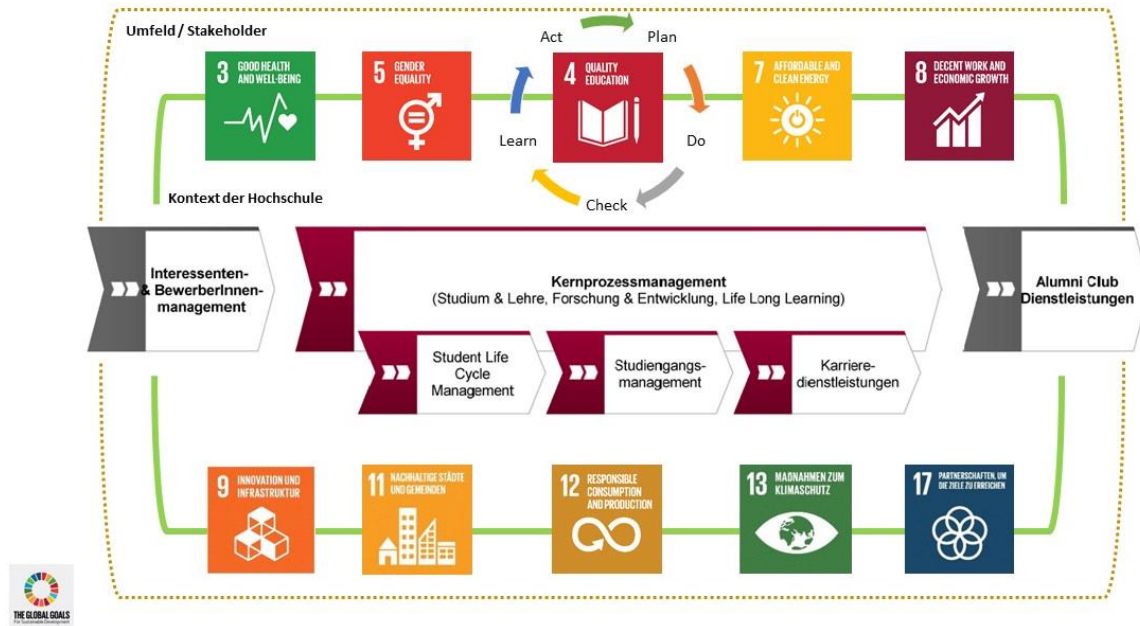 Umfeld / Stakeholder
Act
Plan
3 GOOD HEALTH
AND WELL-BEING
5 GENDER
EQUALITY
4 QUALITY
EDUCATION
7 AFFORDABLE AND
CLEAN ENERGY
8 DECENT WORK AND
ECONOMIC GROWTH
Learn
Do
Check
Kontext der Hochschule
Interessenten-
& BewerberInnen-
management
Kernprozessmanagement
(Studium & Lehre, Forschung & Entwicklung, Life Long Learning)
Alumni Club
Dienstleistungen
Student Life
Cycle
Management
Studiengangs-
management
Karriere-
dienstleistungen
9 INNOVATION UND
INFRASTRUKTUR
11 NACHHALTIGE STÄDTE
UND GEMEINDEN
12 RESPONSIBLE
CONSUMPTION
AND PRODUCTION
13 MAßNAHMEN ZUM
KLIMASCHUTZ
17 PARTNERSCHAFTEN, UM
DIE ZIELE ZU ERREICHEN
THE GLOBAL GOALS
For Sustainable Development